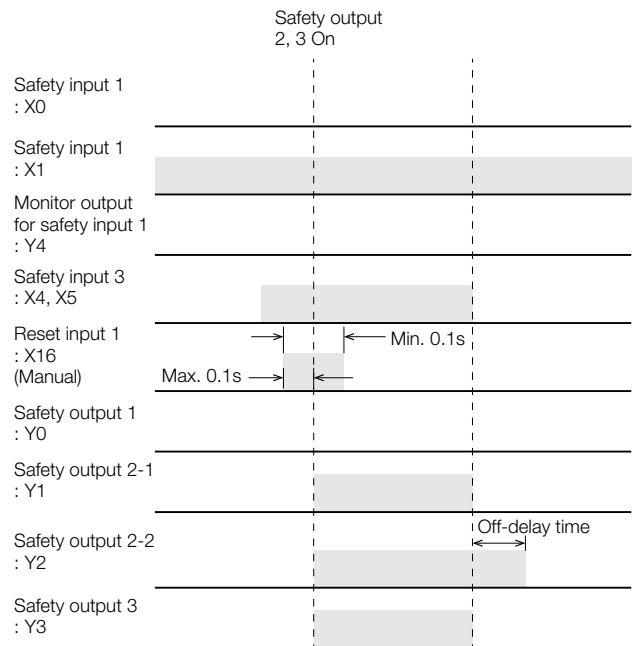 Safety output
2, 3 On
Safety input 1
: X0
Safety input 1
: X1
Monitor output
for safety input 1
: Y4
Safety input 3
: X4, X5
Reset input 1
: X16
(Manual)
Min. 0.1s
Max. 0.1s
Safety output 1
: Y0
Safety output 2-1
: Y1
Safety output 2-2
: Y2
Off-delay time
Safety output 3
: Y3